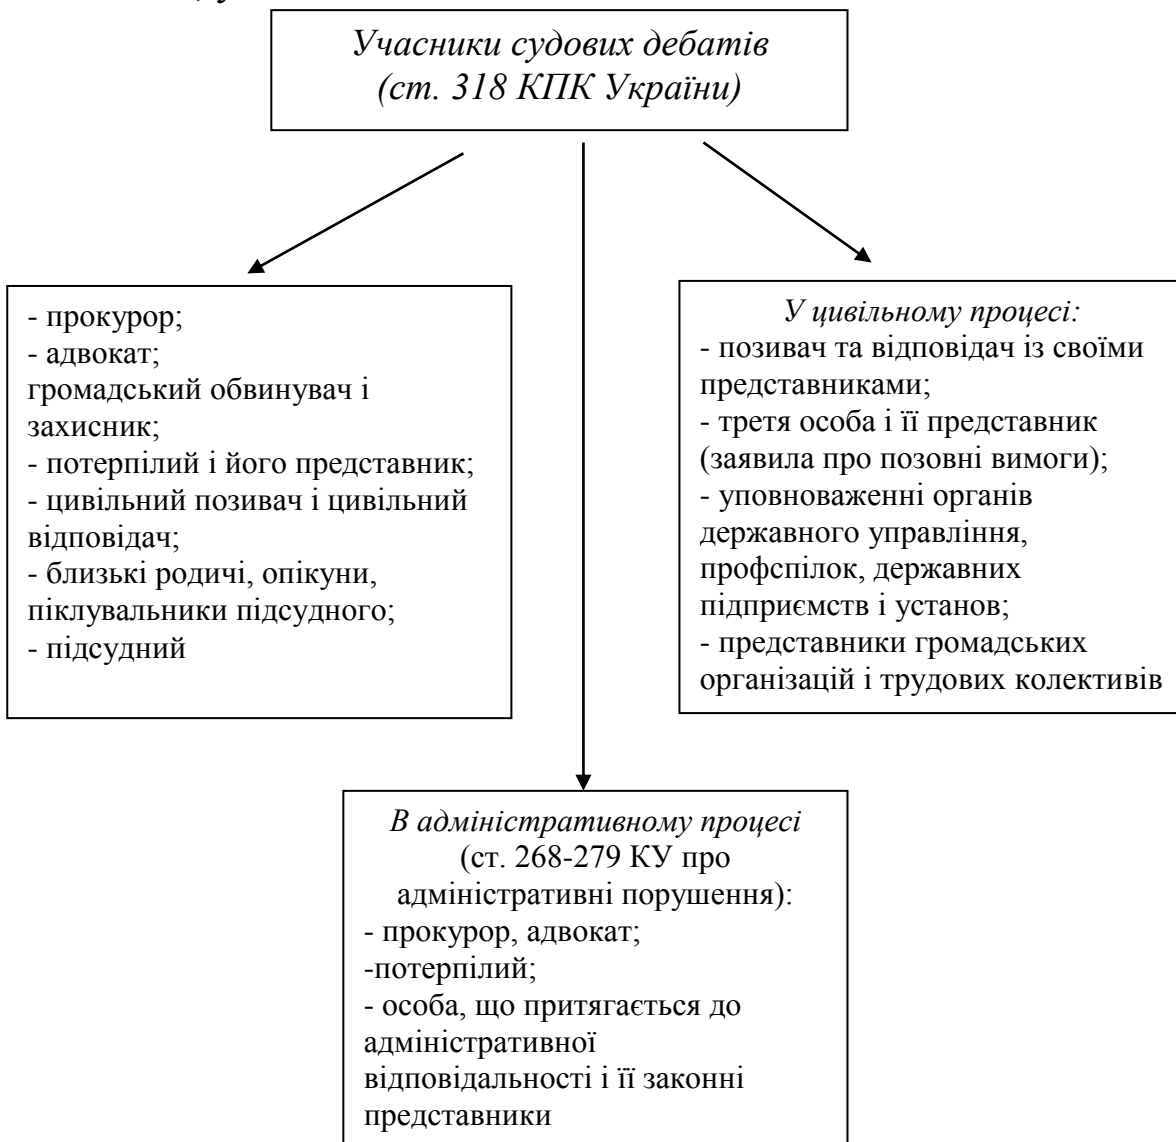 Учасники судових дебатів
(ст. 318 КПК України)
- прокурор;
- адвокат;
громадський обвинувач і
захисник;
- потерпілий і його представник;
- цивільний позивач і цивільний
відповідач;
- близькі родичі, опікуни,
піклувальники підсудного;
- підсудний
У цивільному процесі:
- позивач та відповідач із своїми
представниками;
- третя особа і її представник
(заявила про позовні вимоги);
- уповноваженні органів
державного управління,
профспілок, державних
підприємств і установ;
- представники громадських
організацій і трудових колективів
В адміністративному процесі
(ст. 268-279 КУ про
адміністративні порушення):
- прокурор, адвокат;
-потерпілий;
- особа, що притягається до
адміністративної
відповідальності і її законні
представники